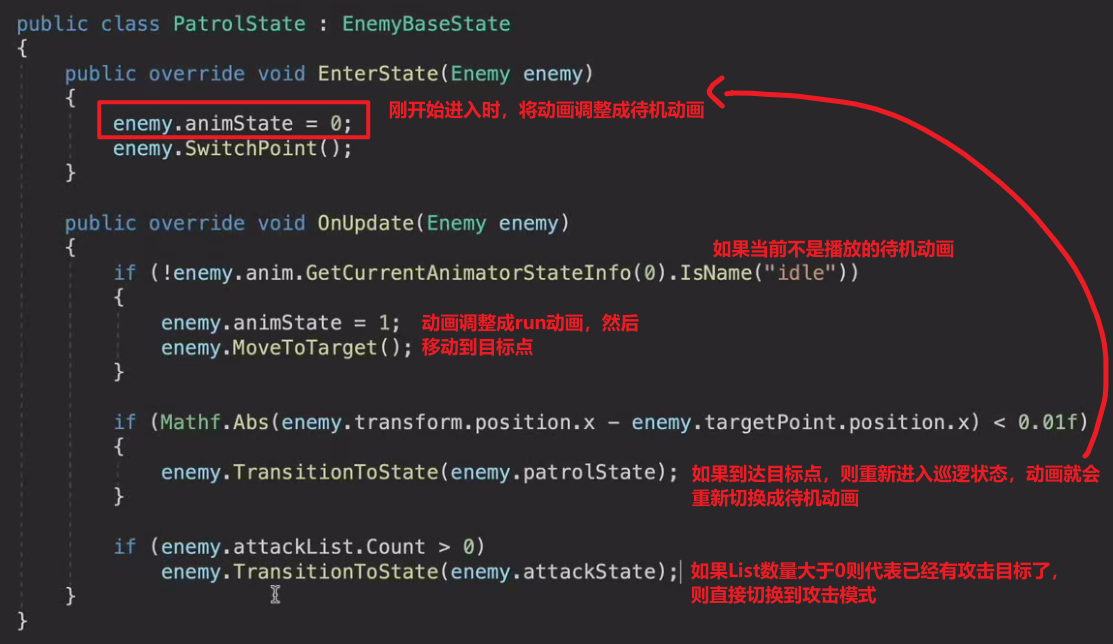 public class PatrolState : EnemyBaseState
{
public override void EnterState(Enemy enemy)
{
刚开始进入时，将动画调整成待机动画
enemy.animState = 0;
enemy.SwitchPoint();
}
public override void OnUpdate(Enemy enemy)
{
如果当前不是播放的待机动画
if (!enemy.anim.GetCurrentAnimatorStateInfo(0).IsName("idle"))
{
enemy.animState = 1; 动画调整成run动画，然后
enemy.MoveToTarget(); 移动到目标点
}
if (Mathf.Abs(enemy.transform.position.x - enemy.targetPoint.position.x) < 0.01f)
{
enemy.TransitionToState(enemy.patrolState); 如果到达目标点，则重新进入巡逻状态，动画就会
重新切换成待机动画
}
if (enemy.attackList.Count > 0)
enemy.TransitionToState(enemy.attackState); 如果List数量大于0则代表已经有攻击目标了，
则直接切换到攻击模式
}
}